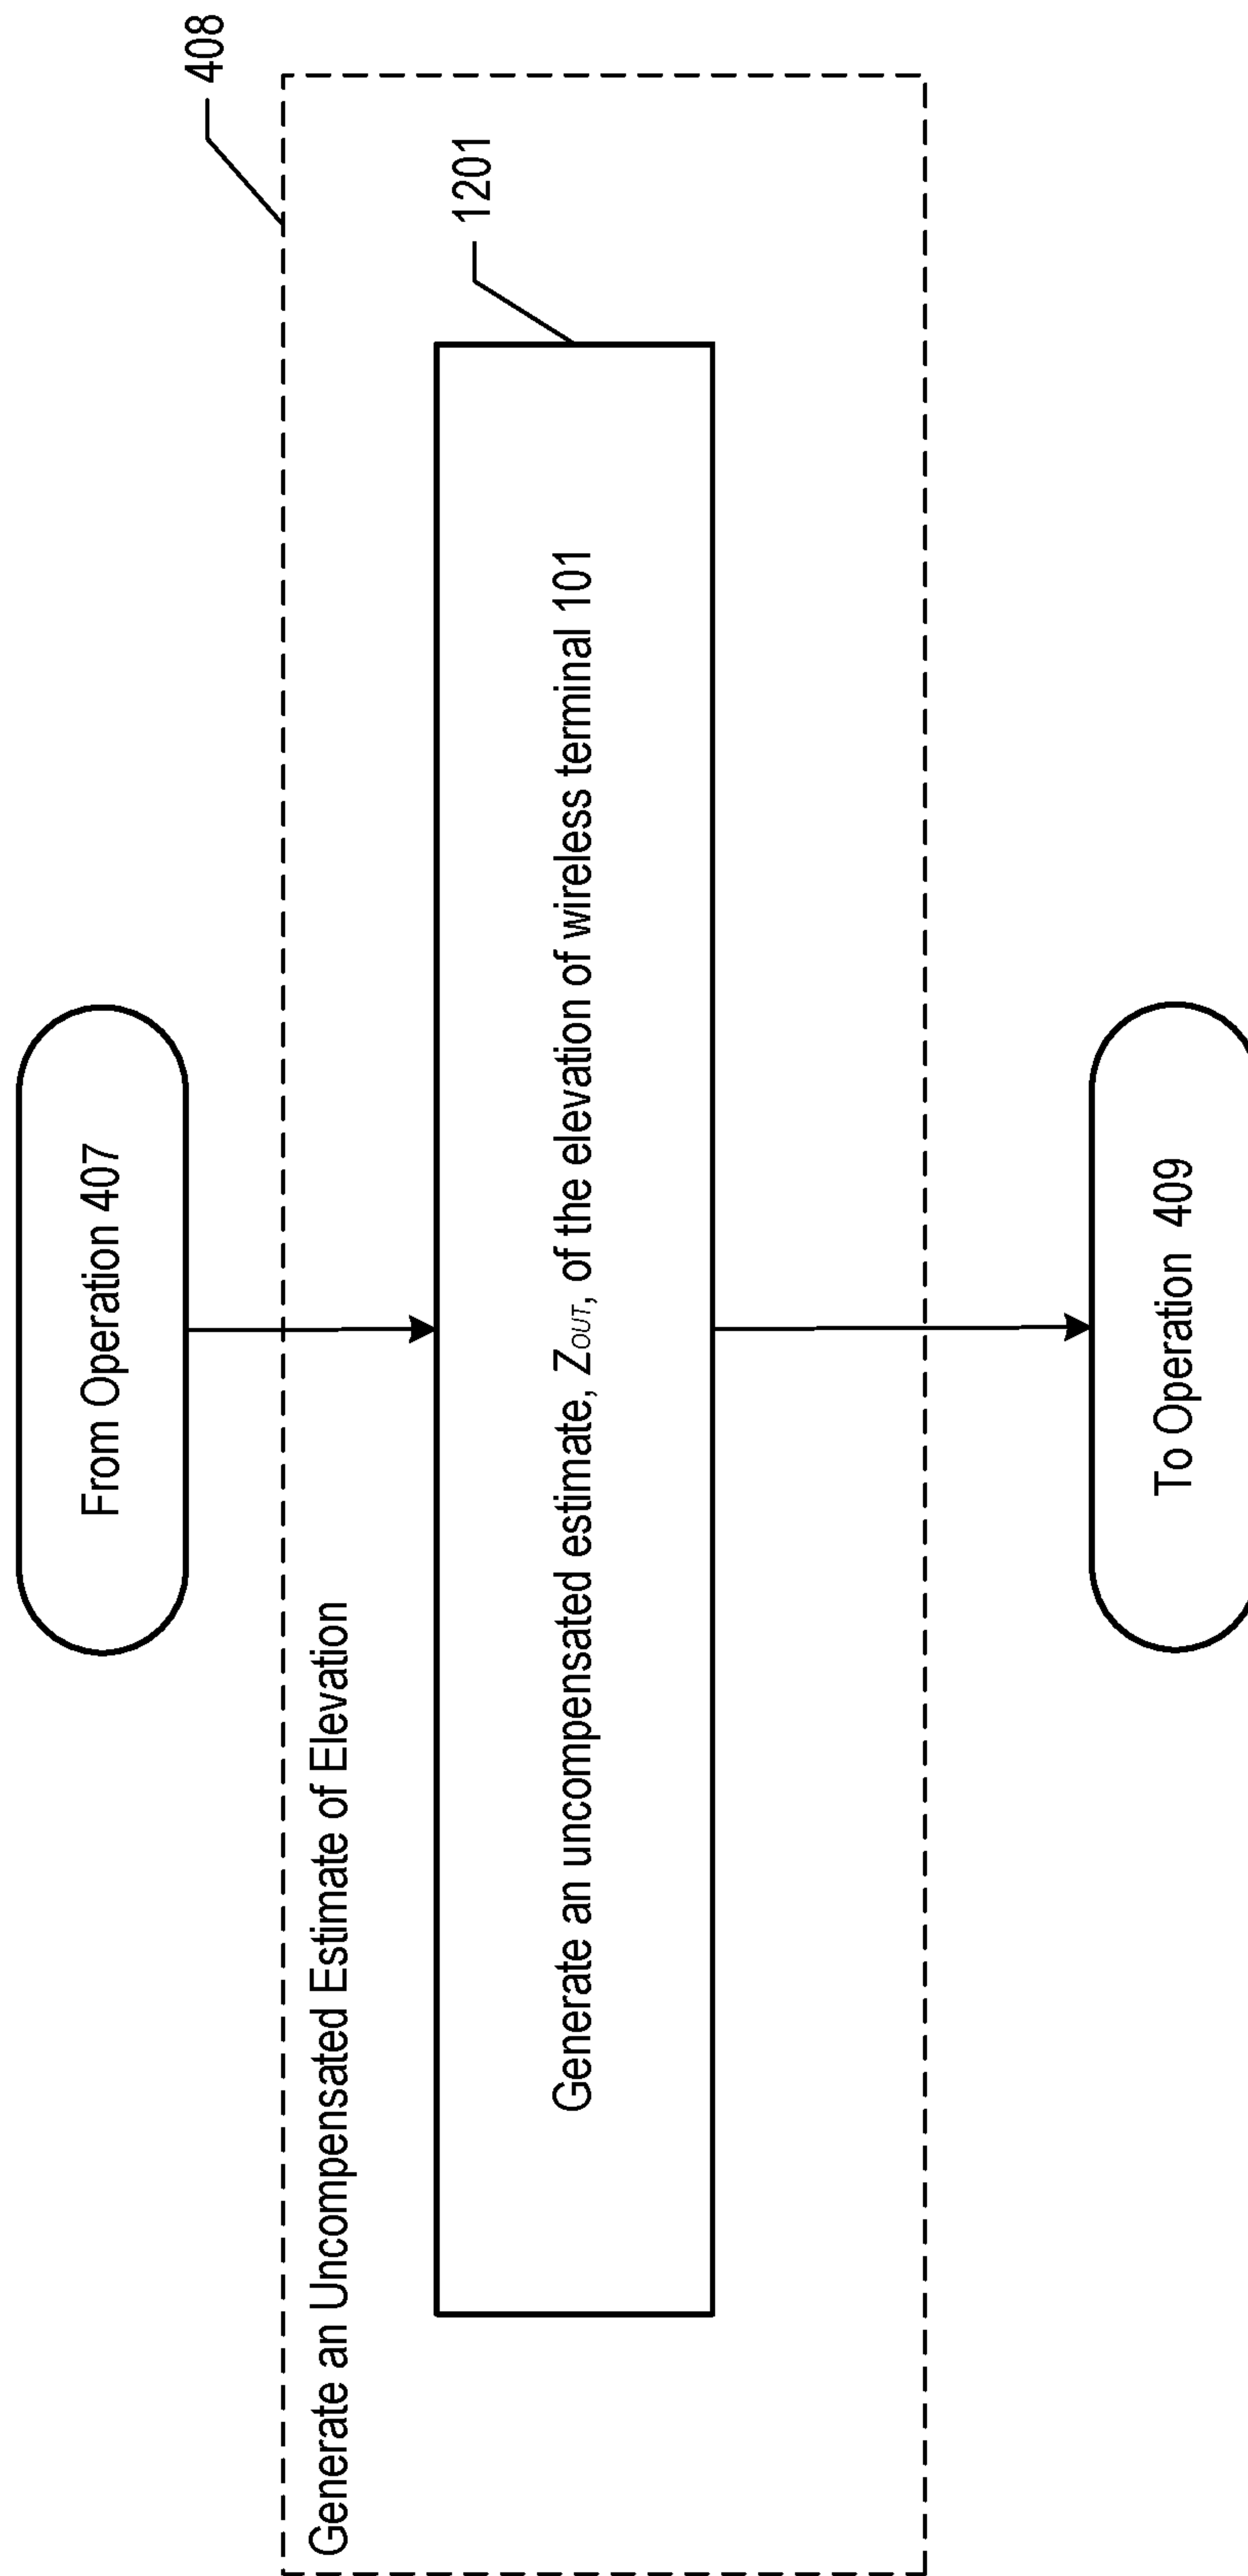 From Operation 407
408
Generate an Uncompensated Estimate of Elevation
1201
Generate an uncompensated estimate, ZOUT, of the elevation of wireless terminal 101
To Operation 409